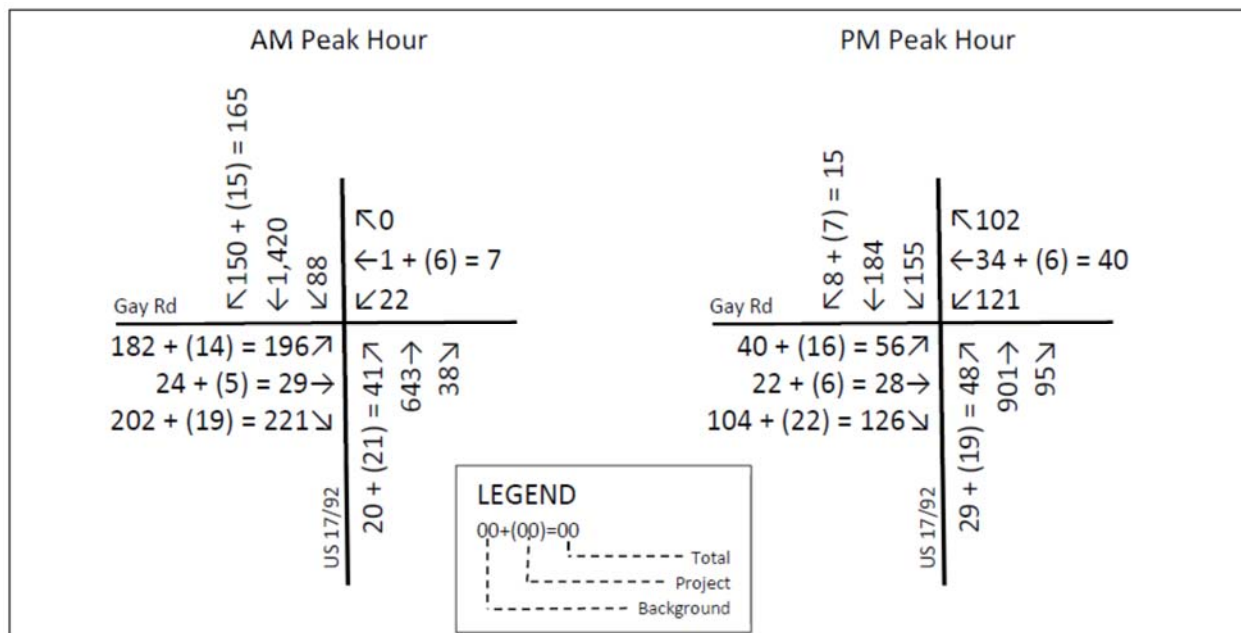 AM Peak Hour
↖150 + (15) = 165
←1,420
↙88
↖0
←1 + (6) = 7
↙22
Gay Rd
182 + (14) = 196↗
24 + (5) = 29→
202 + (19) = 221↘
20 + (21) = 41↗
643→
38↘
US 17/92
PM Peak Hour
↖8 + (7) = 15
←184
↙155
↖102
←34 + (6) = 40
↙121
Gay Rd
40 + (16) = 56↗
22 + (6) = 28→
104 + (22) = 126↘
29 + (19) = 48↗
901→
95↘
US 17/92
LEGEND
00+(00)=00
Total
Project
Background